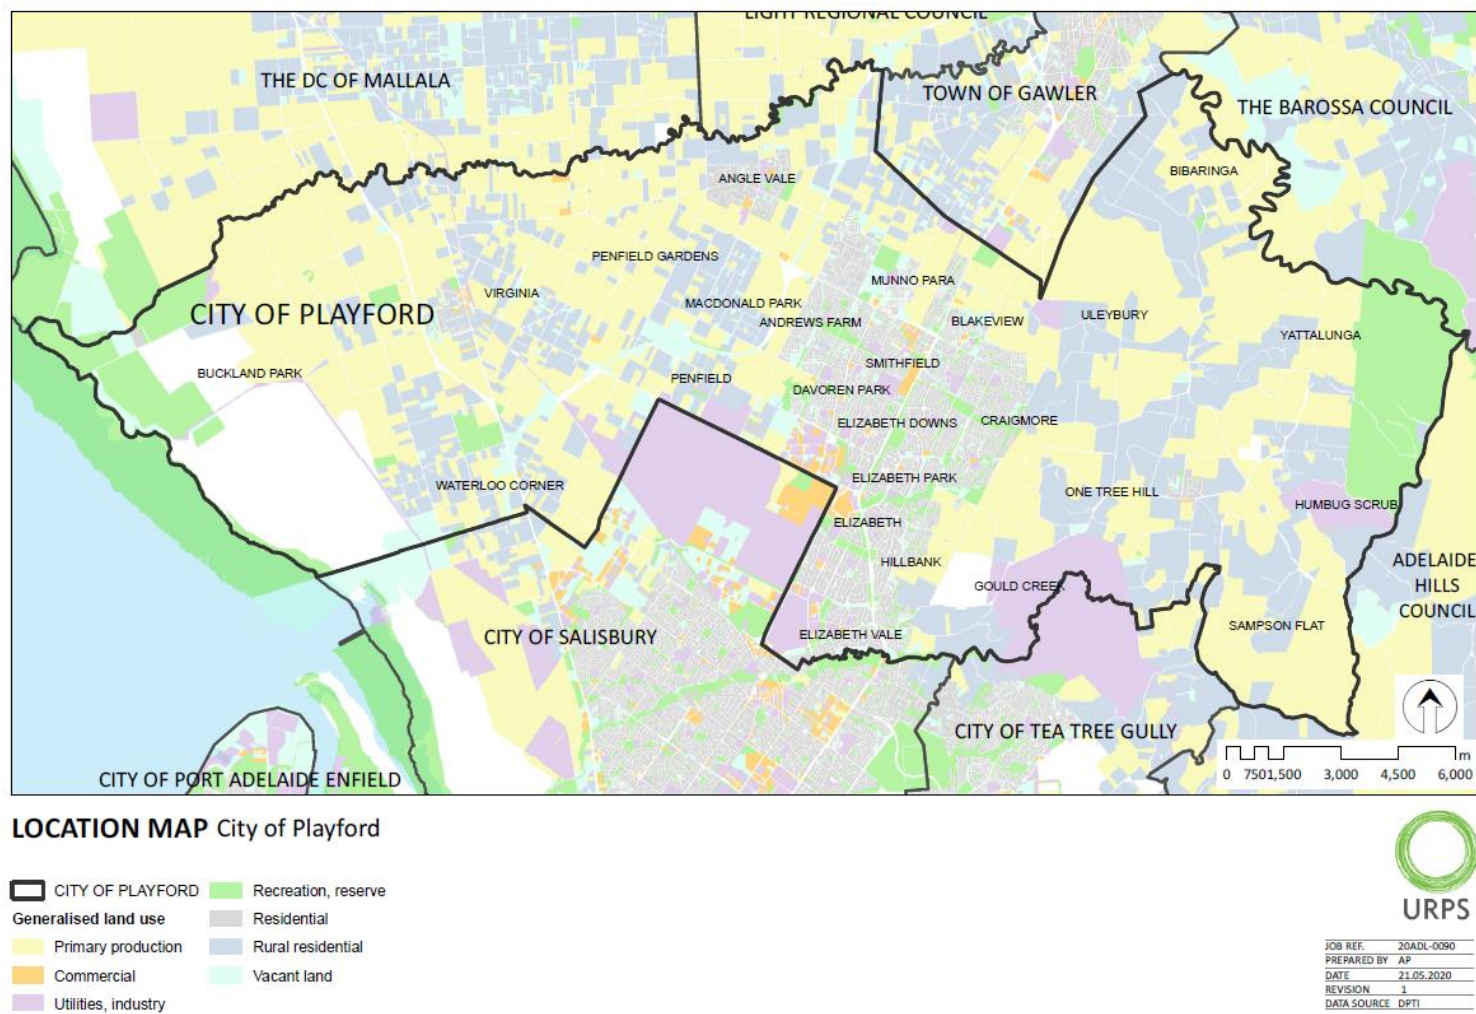 LIGHT REGIONAL COUNCIL
THE DC OF MALLALA
TOWN OF GAWLER
THE BAROSSA COUNCIL
BIBARINGA
ANGLE VALE
PENFIELD GARDENS
MUNNO PARA
VIRGINIA
MACDONALD PARK
CITY OF PLAYFORD
ANDREWS FARM
BLAKEVIEW
ULEYBURY
YATTALUNGA
SMITHFIELD
BUCKLAND PARK
PENFIELD
DAVOREN PARK
ELIZABETH DOWNS
CRAIGMORE
ELIZABETH PARK
WATERLOO CORNER
ONE TREE HILL
HUMBUG SCRUB
ELIZABETH
HILLBANK
GOULD CREEK
ADELAIDE
HILLS
COUNCIL
SAMPSON FLAT
CITY OF SALISBURY
ELIZABETH VALE
CITY OF TEA TREE GULLY
CITY OF PORT ADELAIDE ENFIELD
m
0 750 1,500 3,000 4,500 6,000
LOCATION MAP City of Playford
CITY OF PLAYFORD
Generalised land use
Primary production
Commercial
Utilities, industry
Recreation, reserve
Residential
Rural residential
Vacant land
URPS
JOB REF. 20ADL-0090
PREPARED BY AP
DATE 21.05.2020
REVISION 1
DATA SOURCE DPTI